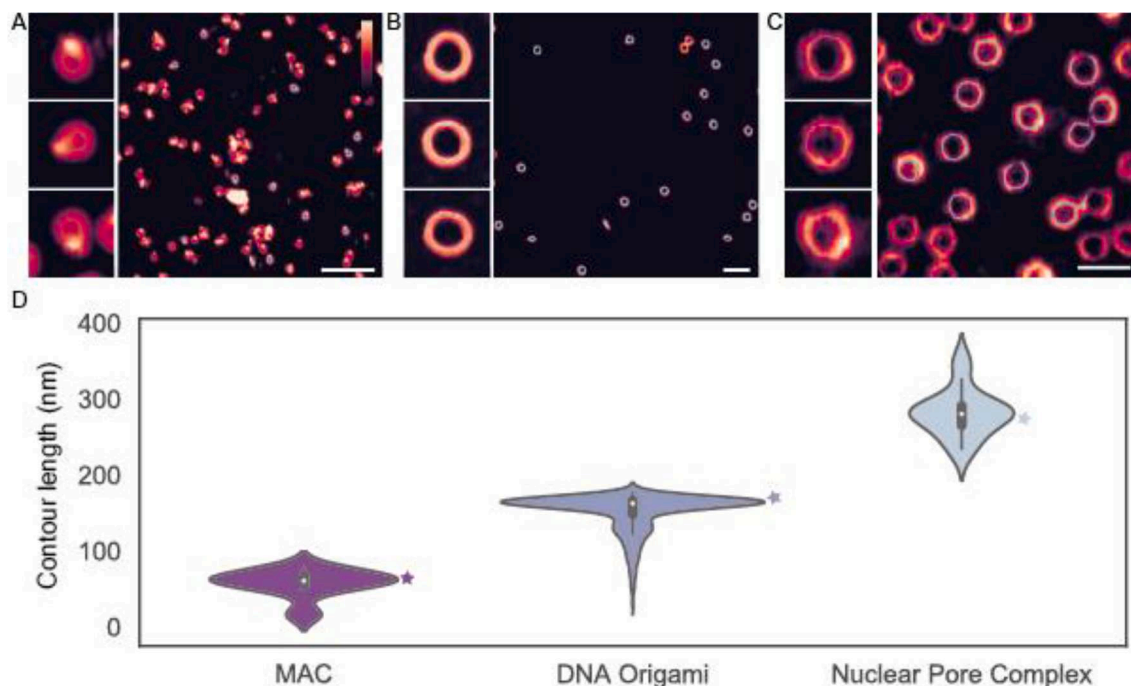 A
B
C
D
400
300
200
100
0
Contour length (nm)
MAC
DNA Origami
Nuclear Pore Complex